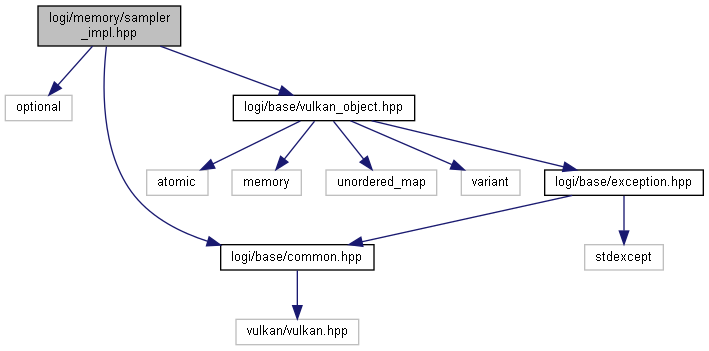 logi/memory/sampler
_impl.hpp
optional
logi/base/vulkan_object.hpp
atomic
memory
unordered_map
variant
logi/base/exception.hpp
logi/base/common.hpp
stdexcept
vulkan/vulkan.hpp